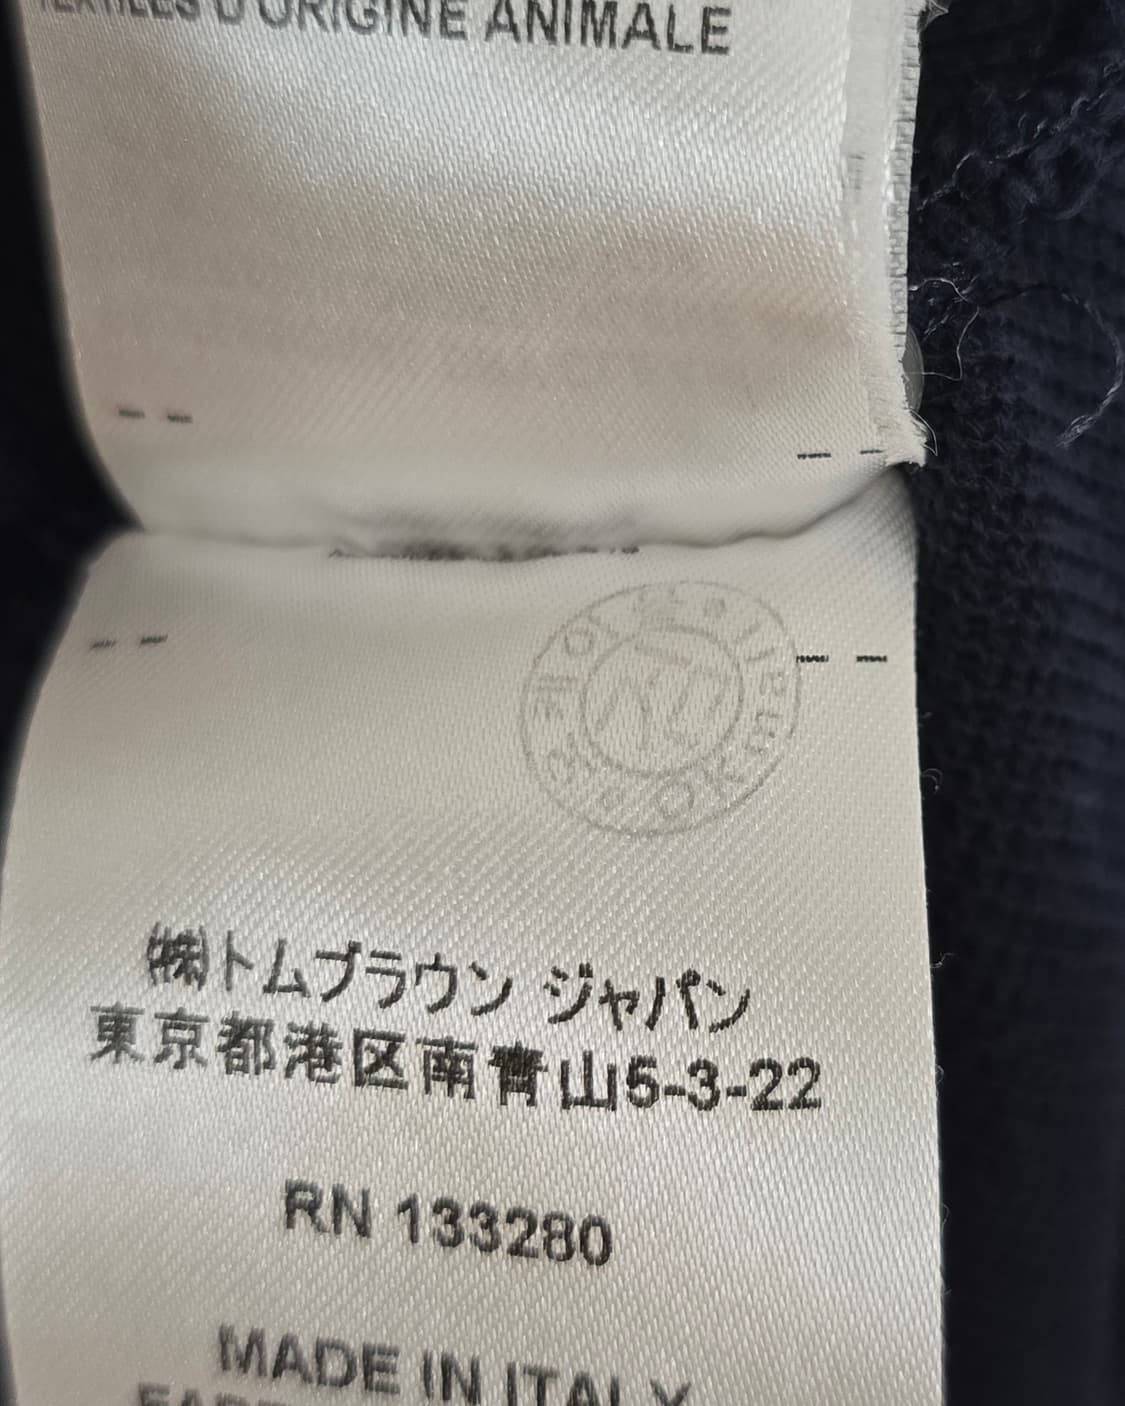 TEXTILES D'ORIGINE ANIMALE
㈱トムブラウン ジャパン
東京都港区南青山5-3-22
RN 133280
MADE IN ITALY